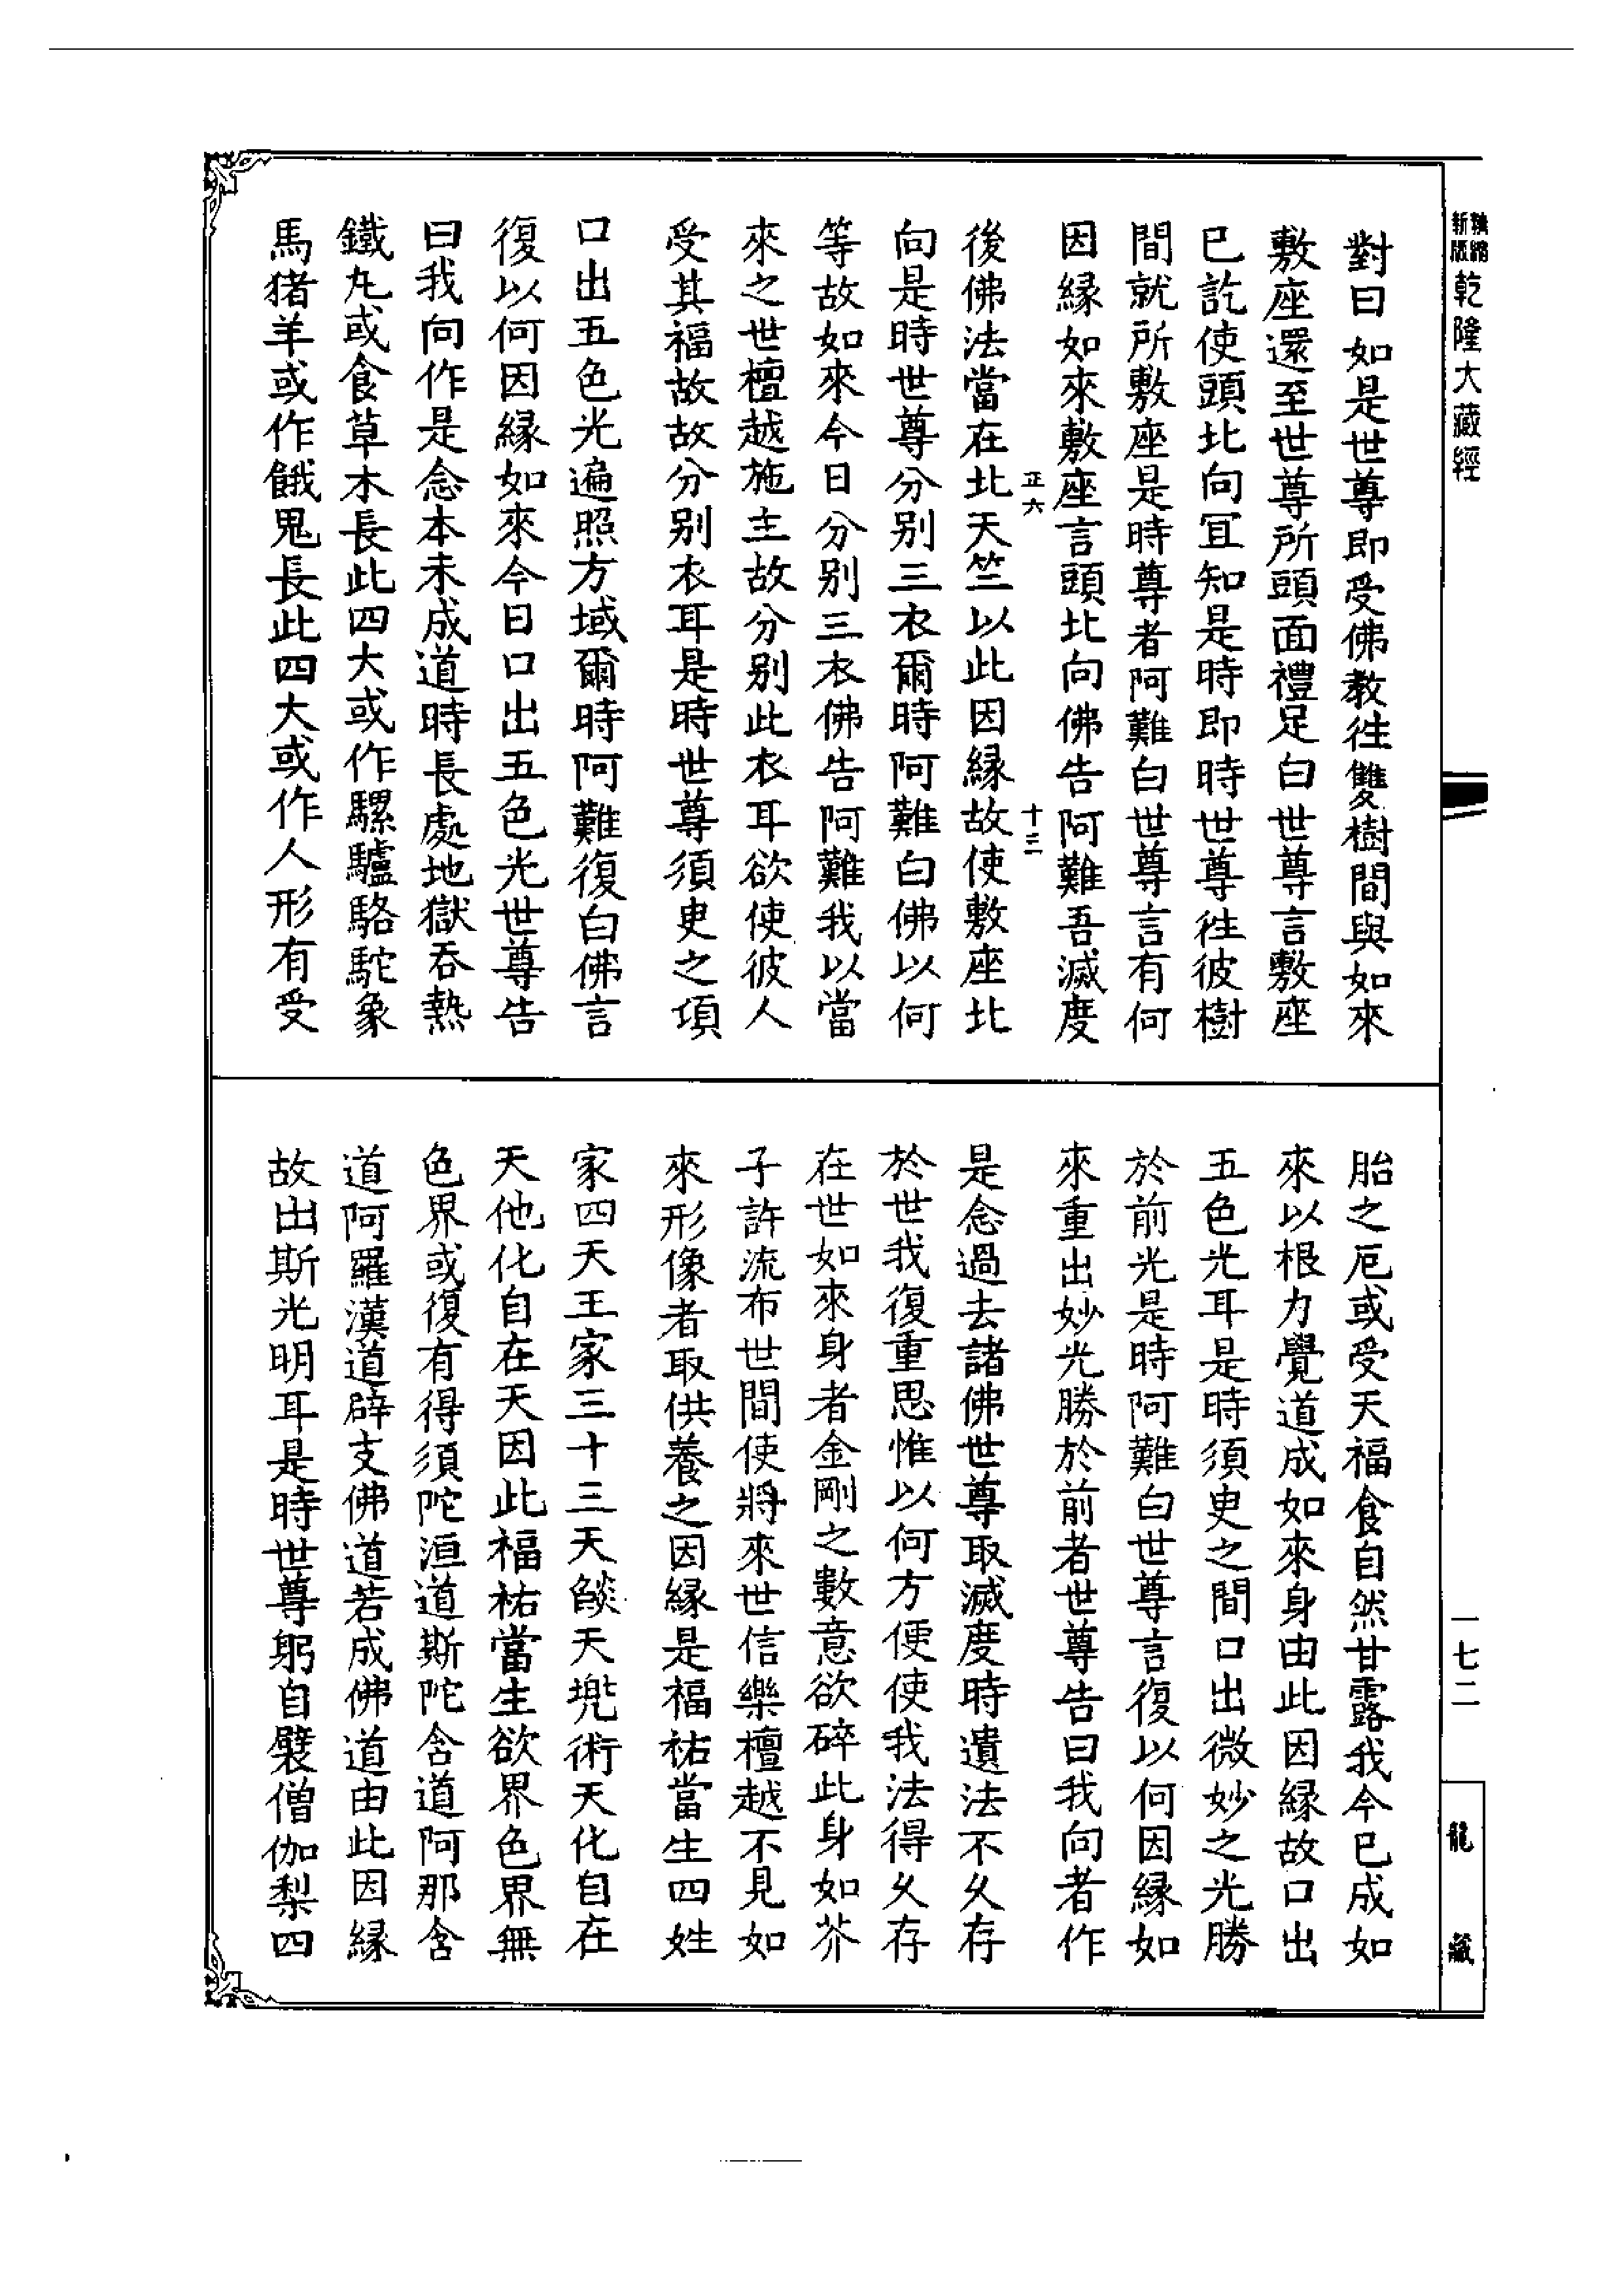 新版精縮乾隆大藏經
對曰如是世尊即受佛教往雙樹間與如來
敷座還至世尊所頭面禮足白世尊言敷座
已訖使頭北向宜知是時即時世尊往彼樹
間就所敷座是時尊者阿難白世尊言有何
因緣如來敷座言頭北向佛告阿難吾滅度
正六 十三
後佛法當在北天竺以此因緣故使敷座北
向是時世尊分別三衣爾時阿難白佛以何
等故如來今日分別三衣佛告阿難我以當
來之世檀越施主故分別此衣耳欲使彼人
受其福故故分別衣耳是時世尊須臾之頃
口出五色光遍照方域爾時阿難復白佛言
復以何因緣如來今日口出五色光世尊告
曰我向作是念本未成道時長處地獄吞熱
鐵丸或食草木長此四大或作騾驢駱駝象
馬猪羊或作餓鬼長此四大或作人形有受
胎之厄或受天福食自然甘露我今已成如
來以根力覺道成如來身由此因緣故口出
五色光耳是時須臾之間口出微妙之光勝
於前光是時阿難白世尊言復以何因緣如
來重出妙光勝於前者世尊告曰我向者作
是念過去諸佛世尊取滅度時遺法不久存
於世我復重思惟以何方便使我法得久存
在世如來身者金剛之數意欲碎此身如芥
子許流布世間使將來世信樂檀越不見如
來形像者取供養之因緣是福祐當生四姓
家四天王家三十三天燄天兜術天化自在
天他化自在天因此福祐當生欲界色界無
色界或復有得須陀洹道斯陀含道阿那含
道阿羅漢道辟支佛道若成佛道由此因緣
故出斯光明耳是時世尊躬自襞僧伽梨四
一七二
龍藏